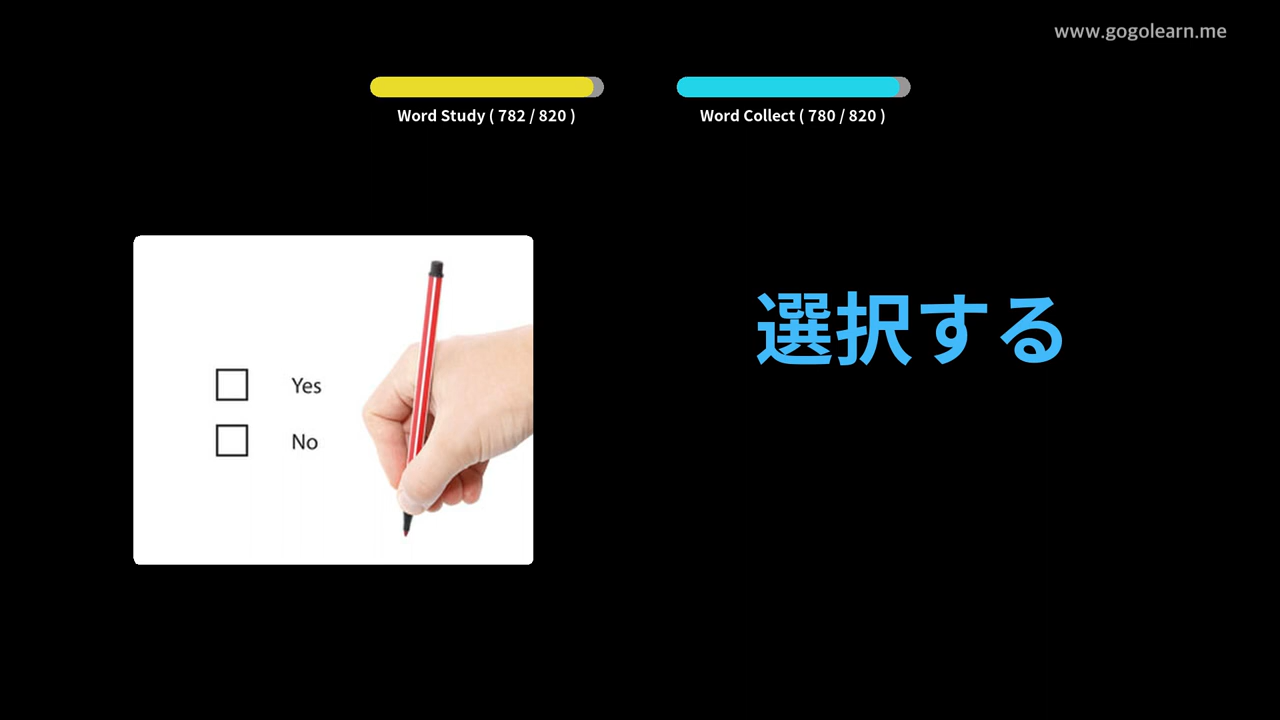 www.gogolearn.me
Word Study ( 782 / 820 )
Word Collect ( 780 / 820 )
Yes
No
選択する